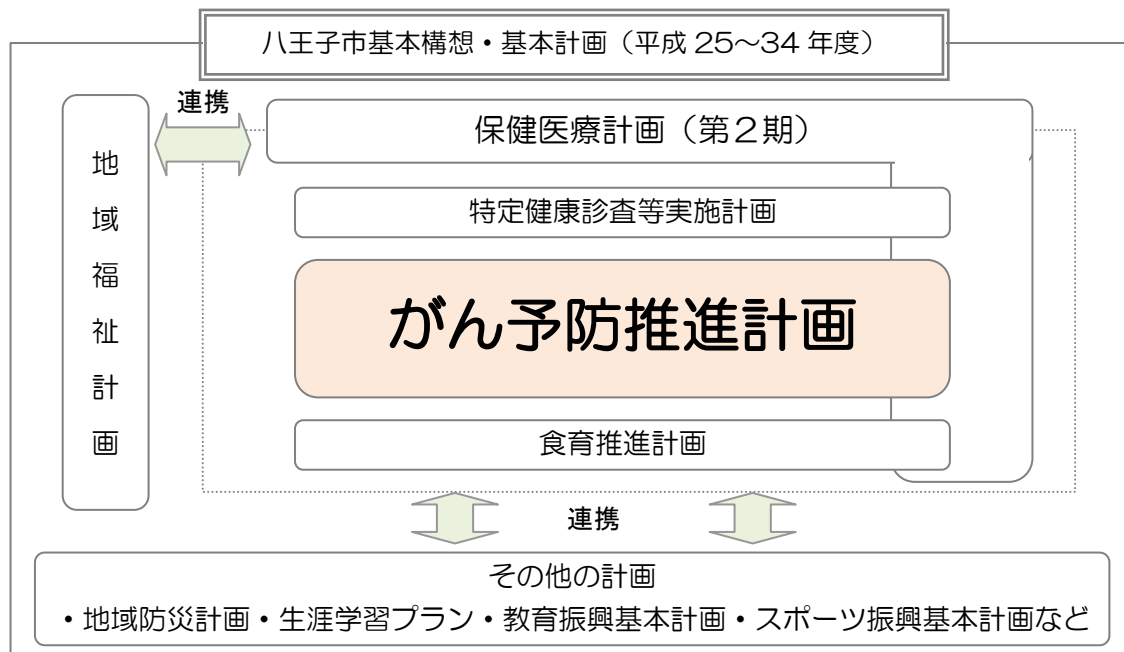 八王子市基本構想・基本計画（平成 25～34 年度）
連携
地域福祉計画
保健医療計画（第２期）
特定健康診査等実施計画
がん予防推進計画
食育推進計画
連携
その他の計画
・地域防災計画・生涯学習プラン・教育振興基本計画・スポーツ振興基本計画など